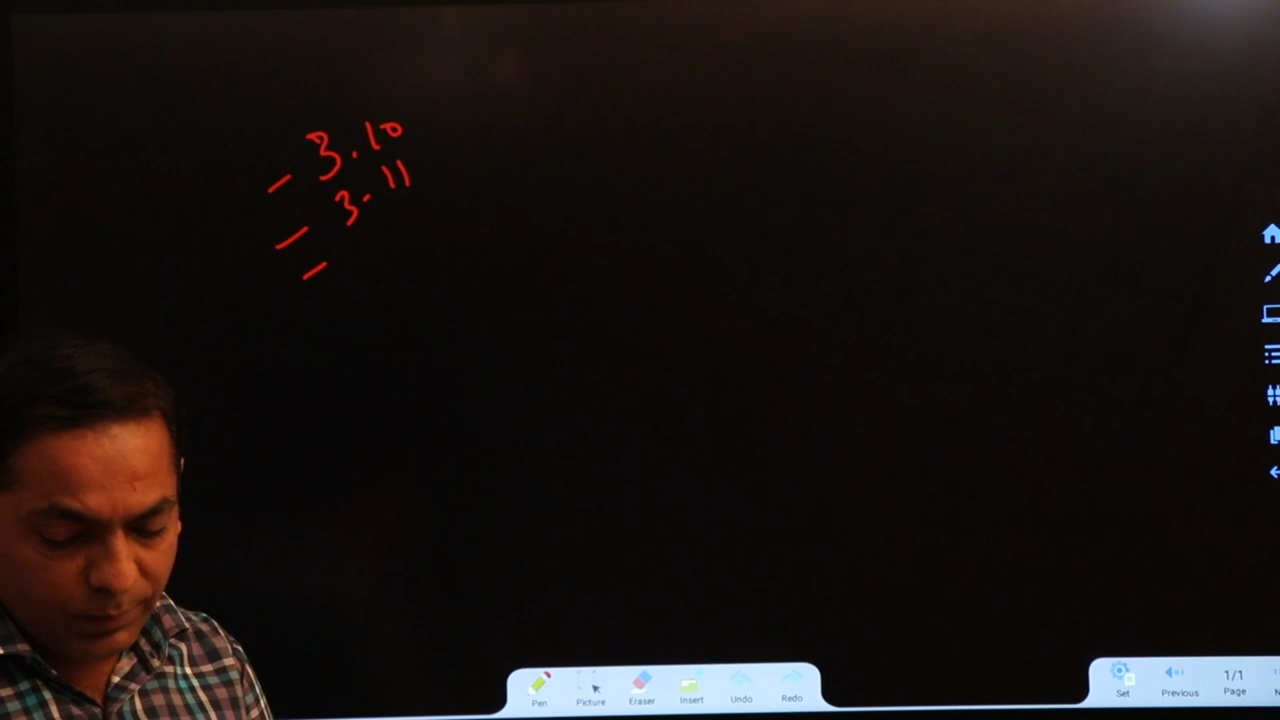 - 3.10
- 3.11
-
Pen
Picture
Eraser
Insert
Undo
Redo
Set
Previous
1/1
Page